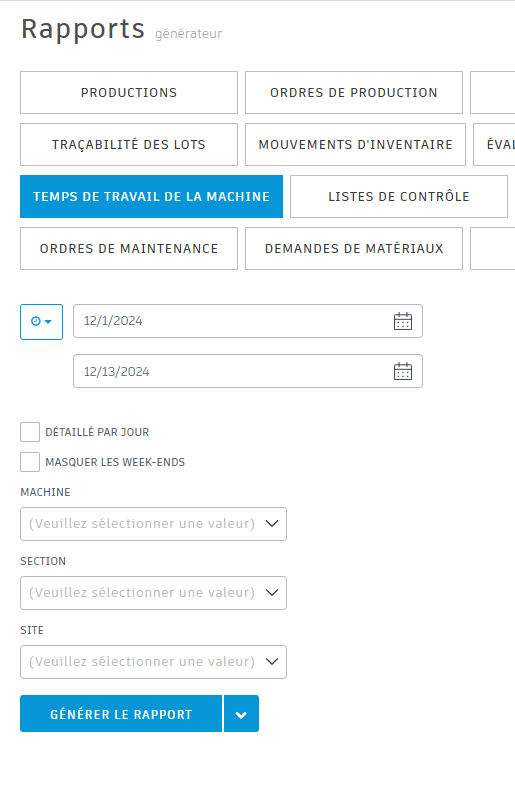 Rapports générateur
PRODUCTIONS ORDRES DE PRODUCTION
TRAÇABILITÉ DES LOTS MOUVEMENTS D'INVENTAIRE ÉVAL
TEMPS DE TRAVAIL DE LA MACHINE LISTES DE CONTRÔLE
ORDRES DE MAINTENANCE DEMANDES DE MATÉRIAUX
12/1/2024
12/13/2024
DÉTAILLÉ PAR JOUR
MASQUER LES WEEK-ENDS
MACHINE
(Veuillez sélectionner une valeur)
SECTION
(Veuillez sélectionner une valeur)
SITE
(Veuillez sélectionner une valeur)
GÉNÉRER LE RAPPORT